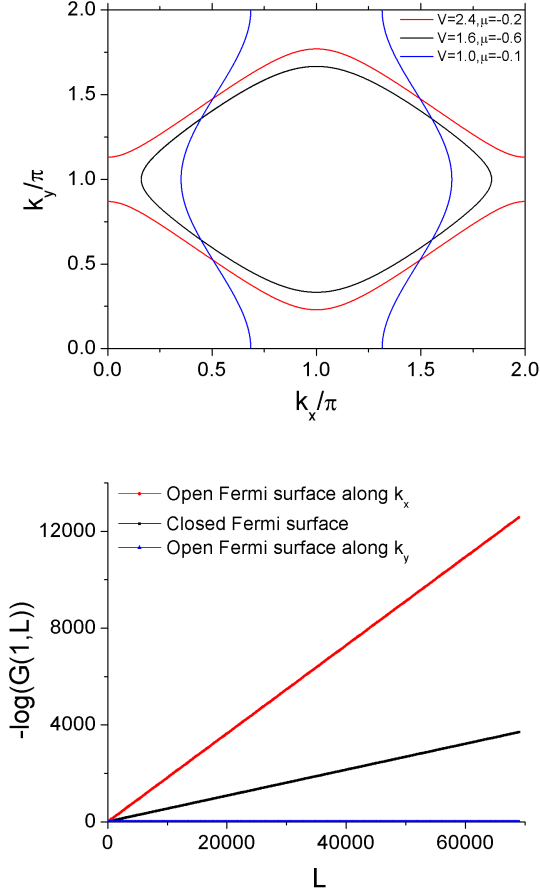 2.0
1.5
1.0
0.5
0.0
k_y/π
V=2.4,μ=-0.2
V=1.6,μ=-0.6
V=1.0,μ=-0.1
0.0 0.5 1.0 1.5 2.0
k_x/π
12000
8000
4000
0
-log(G(1,L))
Open Fermi surface along k_x
Closed Fermi surface
Open Fermi surface along k_y
0 20000 40000 60000
L